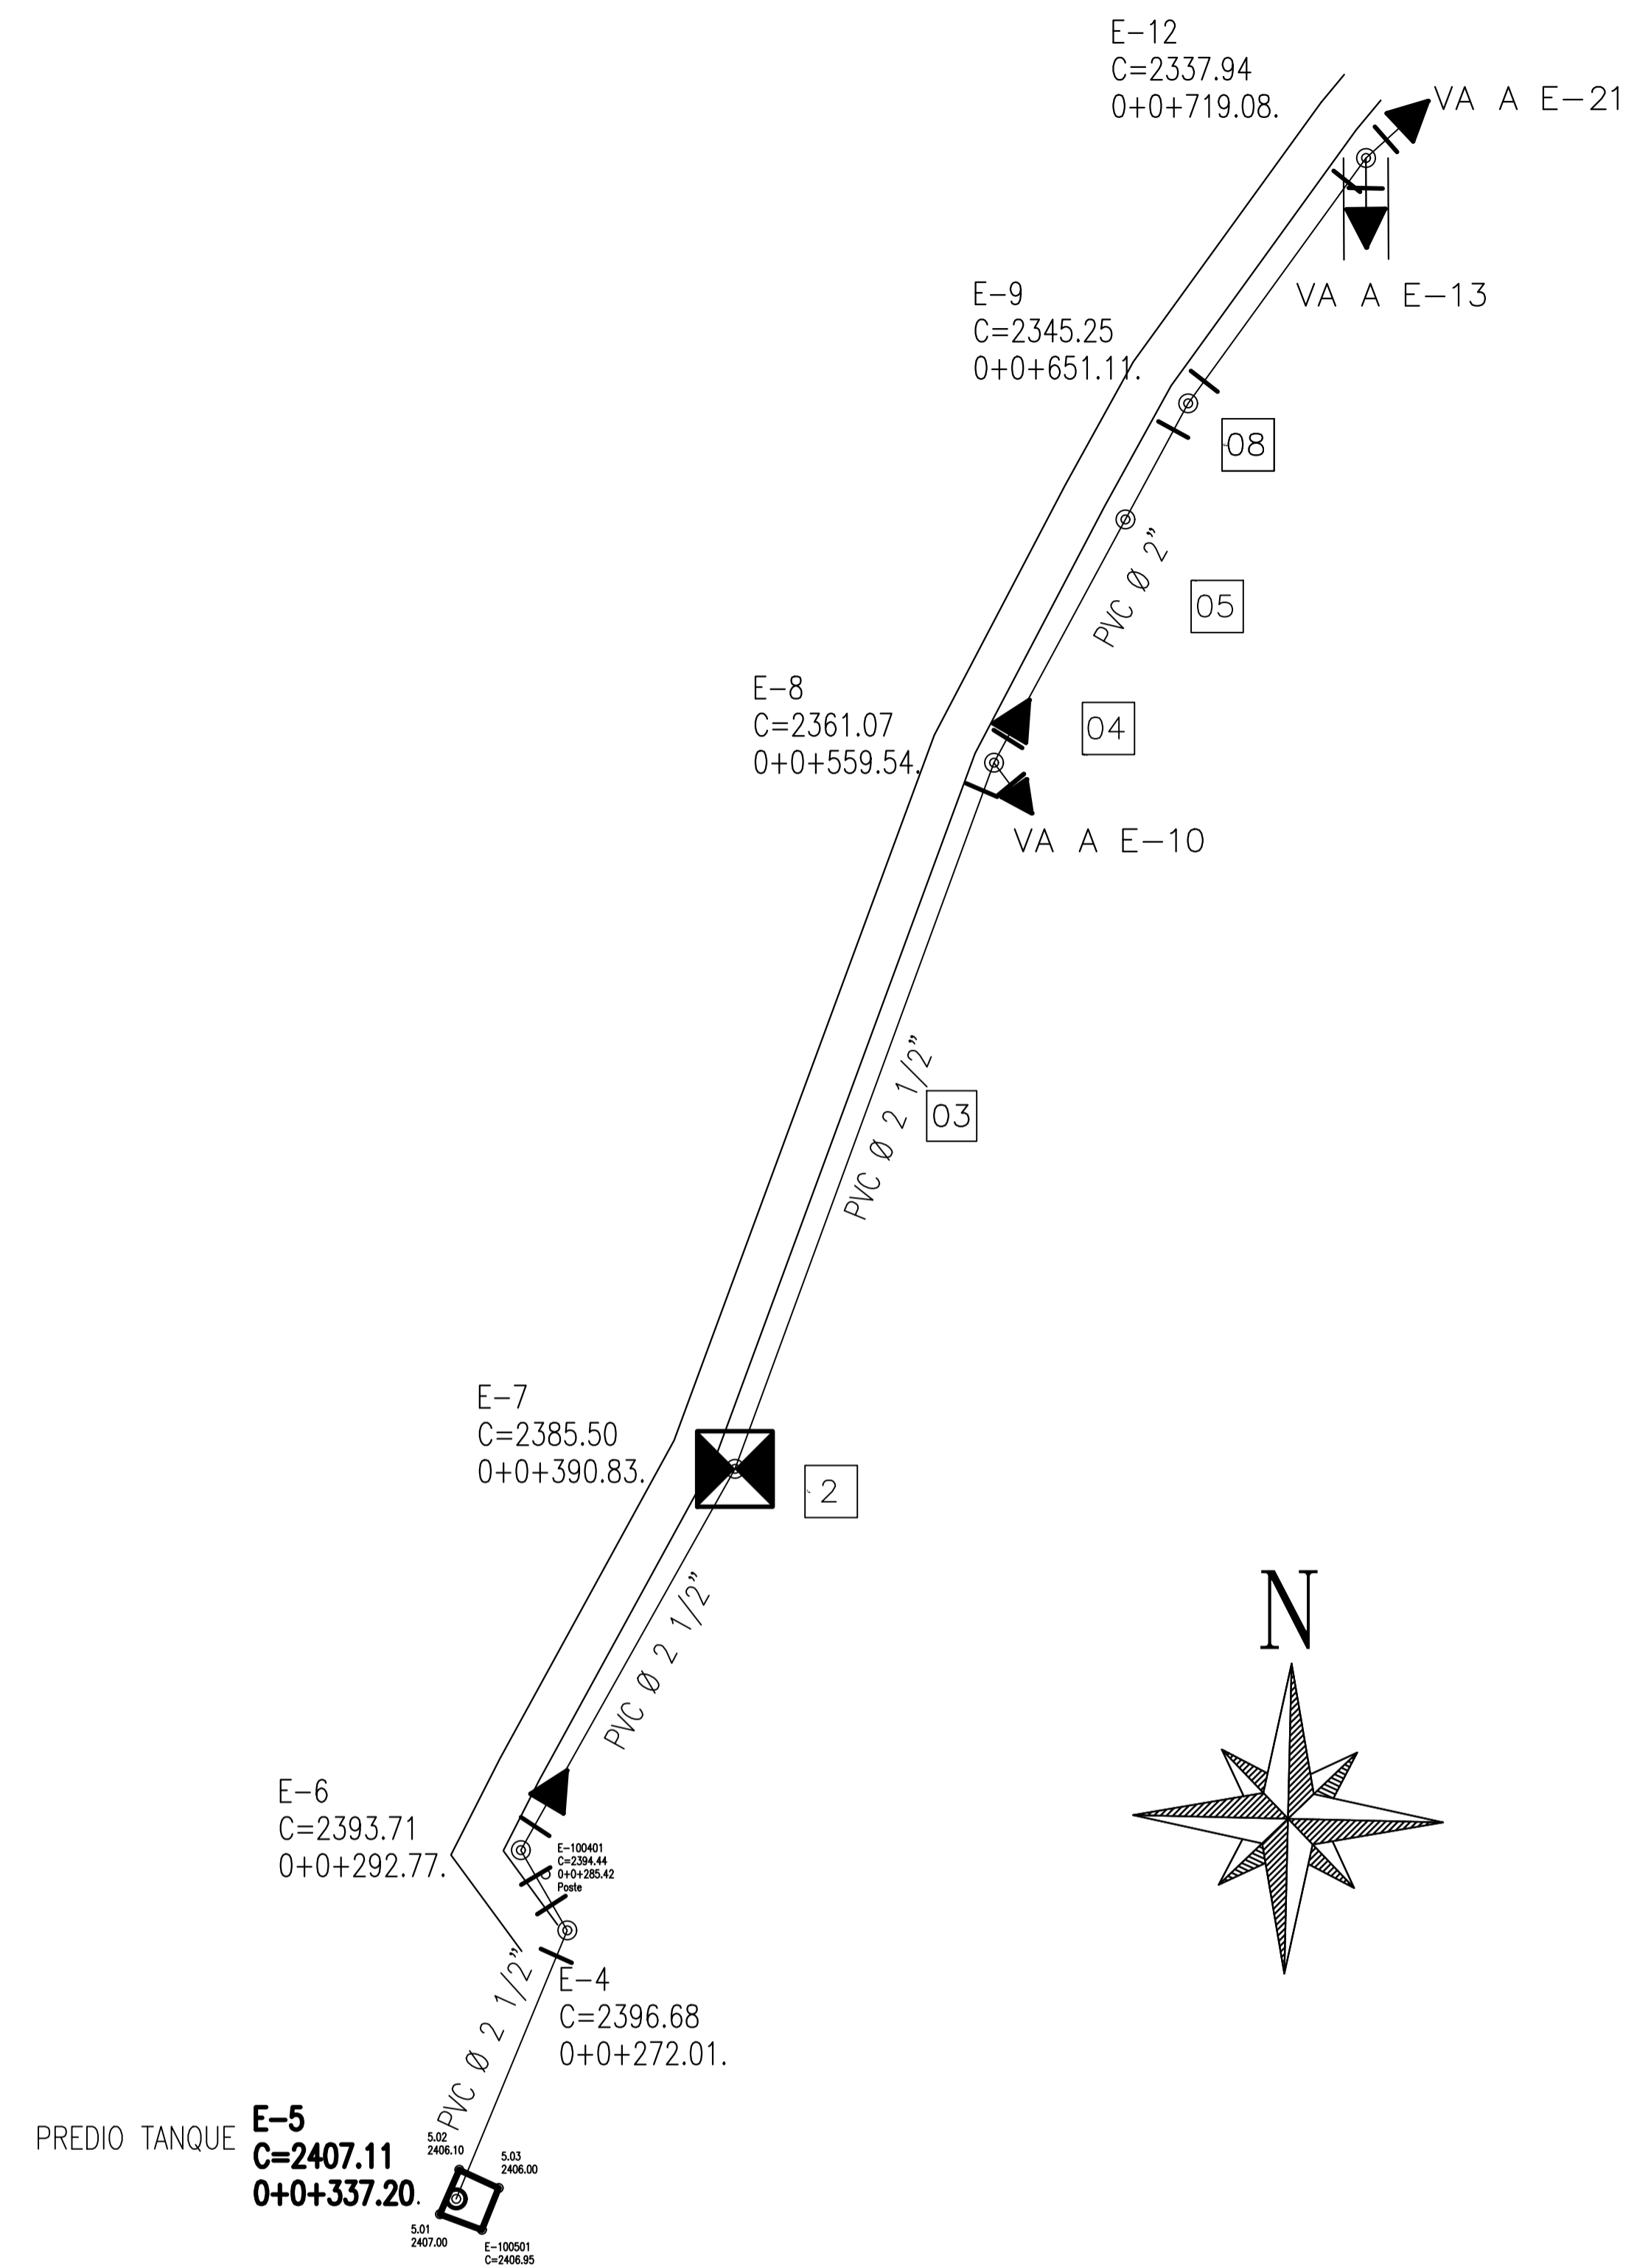 E-12
C=2337.94
0+0+719.08.
VA A E-21
VA A E-13
E-9
C=2345.25
0+0+651.11.
08
PVC Ø 2"
05
E-8
C=2361.07
0+0+559.54.
04
VA A E-10
PVC Ø 2 1/2"
03
E-7
C=2385.50
0+0+390.83.
2
PVC Ø 2 1/2"
N
E-6
C=2393.71
0+0+292.77.
E-100401
C=2394.44
0+0+285.42
Poste
PVC Ø 2 1/2"
E-4
C=2396.68
0+0+272.01.
PREDIO TANQUE
E-5
C=2407.11
0+0+337.20.
5.02
2406.10
5.03
2406.00
5.01
2407.00
E-100501
C=2406.95